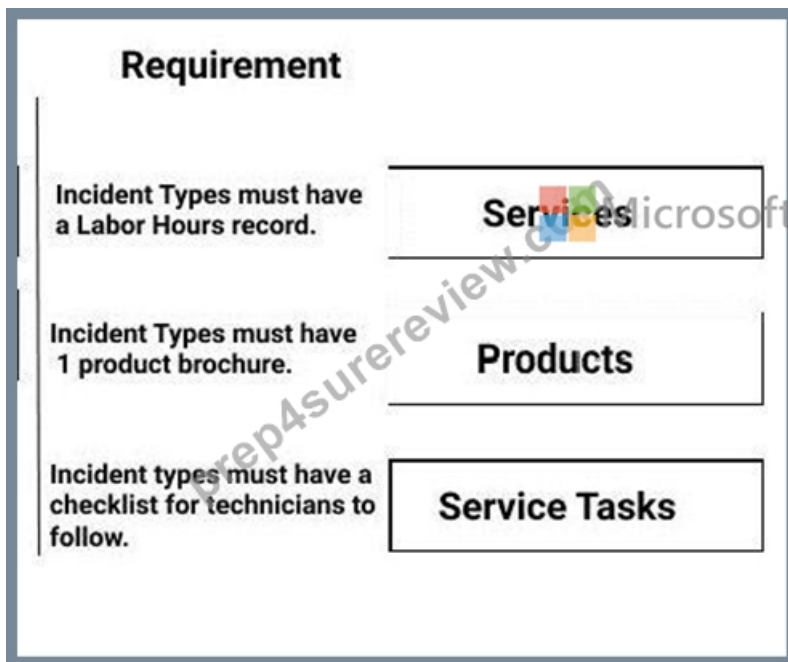 Requirement
Incident Types must have
a Labor Hours record.
Services
Microsoft
Incident Types must have
1 product brochure.
Products
Incident types must have a
checklist for technicians to
follow.
Service Tasks
prep4surereview.com